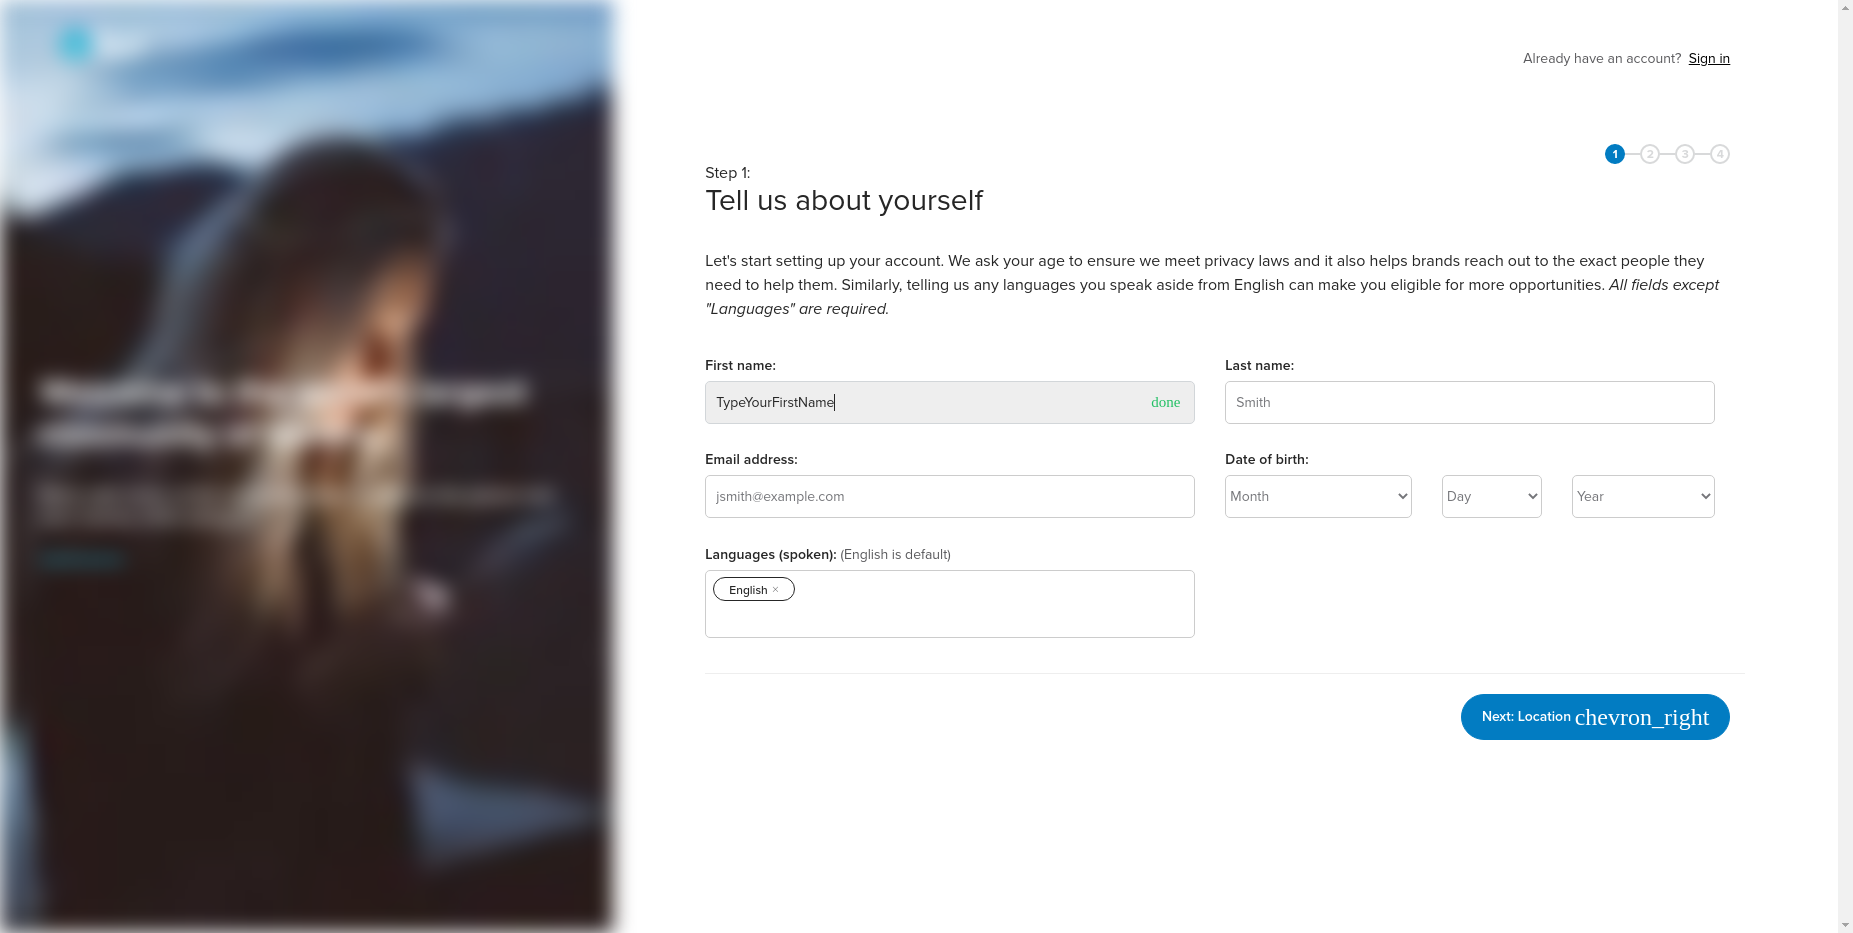 Already have an account? Sign in
1 2 3 4
Step 1:
Tell us about yourself
Let's start setting up your account. We ask your age to ensure we meet privacy laws and it also helps brands reach out to the exact people they
need to help them. Similarly, telling us any languages you speak aside from English can make you eligible for more opportunities. All fields except
"Languages" are required.
First name:
Last name:
TypeYourFirstName done
Smith
Email address:
Date of birth:
jsmith@example.com
Month Day Year
Languages (spoken): (English is default)
English ×
Next: Location chevron_right